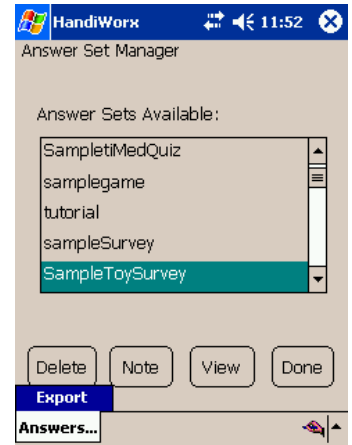 HandiWorx 11:52
Answer Set Manager
Answer Sets Available:
SampletiMedQuiz
samplegame
tutorial
sampleSurvey
SampleToySurvey
Delete Note View Done
Export
Answers...